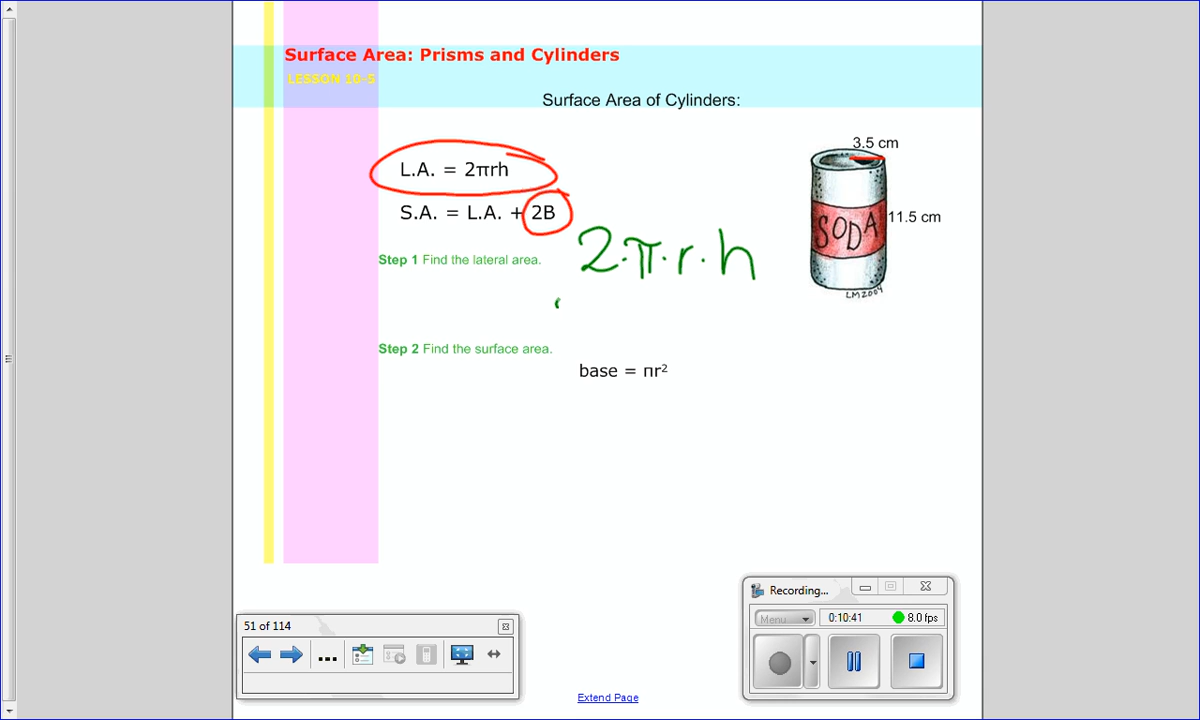 Surface Area: Prisms and Cylinders
LESSON 10-5
Surface Area of Cylinders:
3.5 cm
L.A. = 2πrh
S.A. = L.A. + 2B
11.5 cm
SODA
2·π·r·h
Step 1 Find the lateral area.
LM2004
Step 2 Find the surface area.
base = πr²
Recording...
51 of 114
Menu
0:10:41
8.0 fps
Extend Page